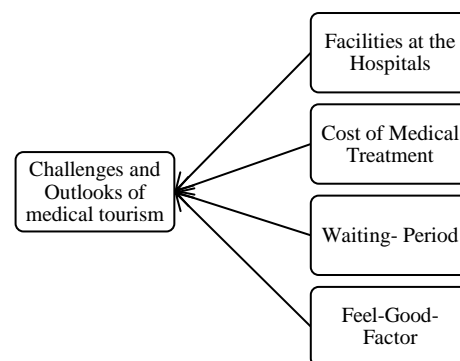 Facilities at the
Hospitals
Cost of Medical
Treatment
Challenges and
Outlooks of
medical tourism
Waiting- Period
Feel-Good-
Factor